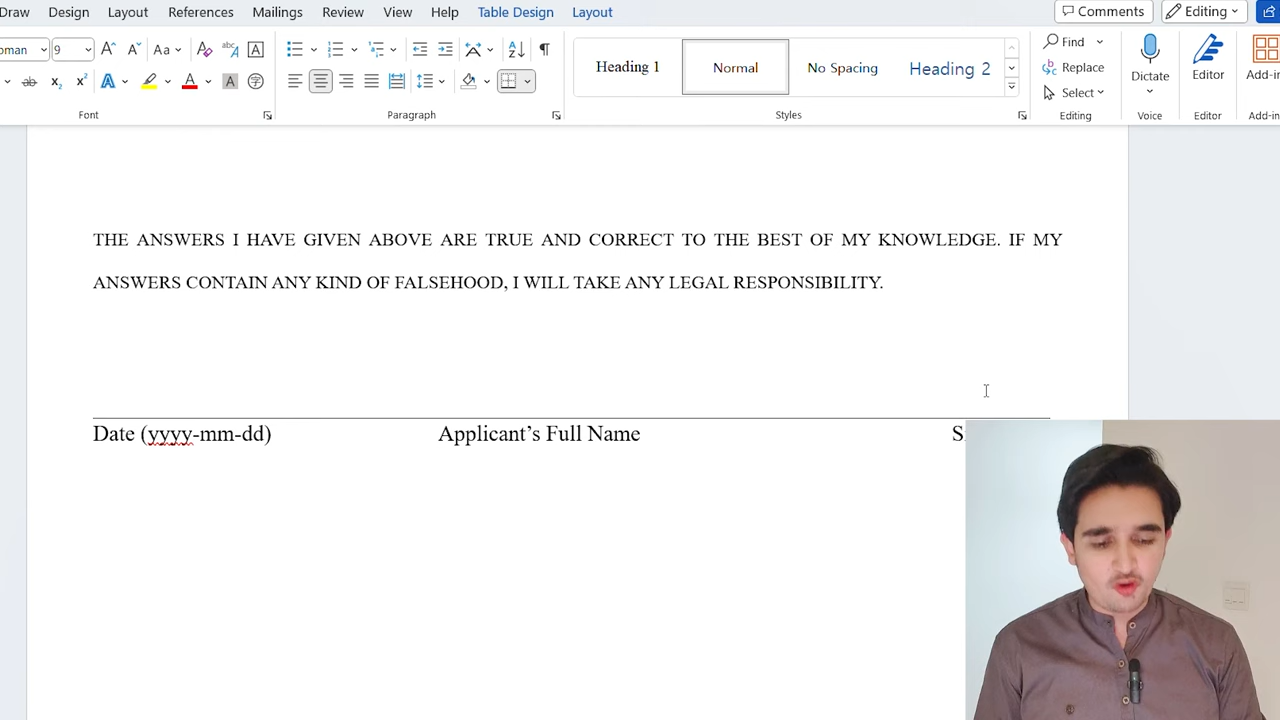 Draw Design Layout References Mailings Review View Help Table Design Layout Comments Editing
9 Aa
Heading 1 Normal No Spacing Heading 2
Find
Replace
Select
Dictate Editor
Font Paragraph Styles Editing Voice Editor
THE ANSWERS I HAVE GIVEN ABOVE ARE TRUE AND CORRECT TO THE BEST OF MY KNOWLEDGE. IF MY
ANSWERS CONTAIN ANY KIND OF FALSEHOOD, I WILL TAKE ANY LEGAL RESPONSIBILITY.
Date (yyyy-mm-dd) Applicant’s Full Name